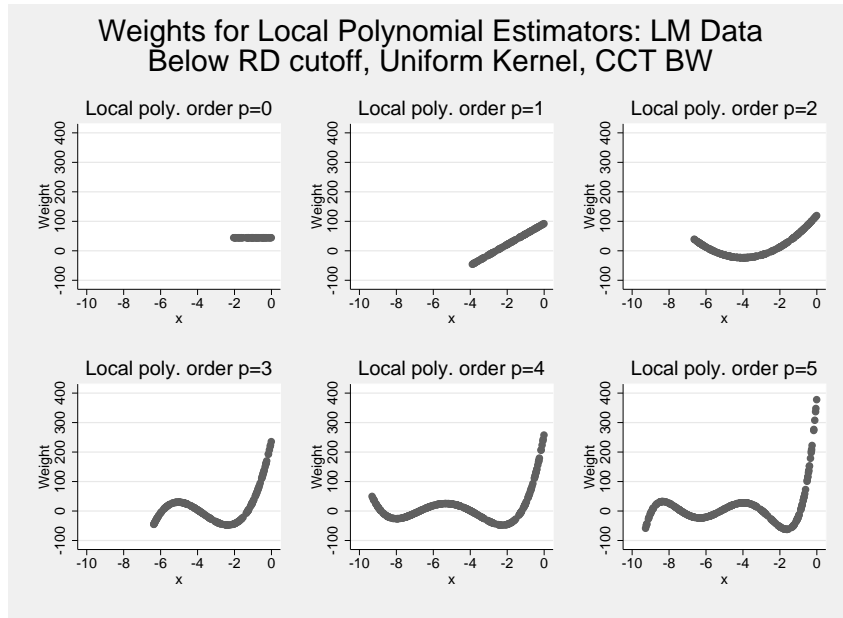 Weights for Local Polynomial Estimators: LM Data
Below RD cutoff, Uniform Kernel, CCT BW
Local poly. order p=0
Weight
400
300
200
100
0
-100
-10 -8 -6 -4 -2 0
x
Local poly. order p=1
Weight
400
300
200
100
0
-100
-10 -8 -6 -4 -2 0
x
Local poly. order p=2
Weight
400
300
200
100
0
-100
-10 -8 -6 -4 -2 0
x
Local poly. order p=3
Weight
400
300
200
100
0
-100
-10 -8 -6 -4 -2 0
x
Local poly. order p=4
Weight
400
300
200
100
0
-100
-10 -8 -6 -4 -2 0
x
Local poly. order p=5
Weight
400
300
200
100
0
-100
-10 -8 -6 -4 -2 0
x